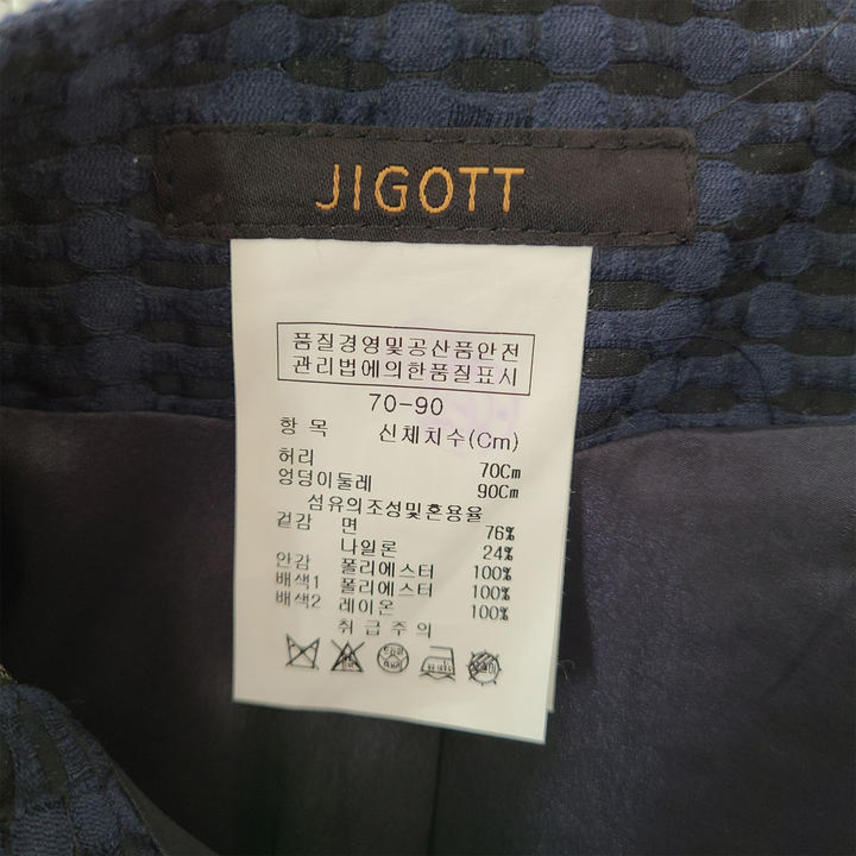 JIGOTT
품질경영및공산품안전
관리법에의한품질표시
70-90
항 목 신체치수(Cm)
허리 70Cm
엉덩이둘레 90Cm
섬유의조성및혼용율
겉감 면 76%
나일론 24%
안감 폴리에스터 100%
배색1 폴리에스터 100%
배색2 레이온 100%
취급주의